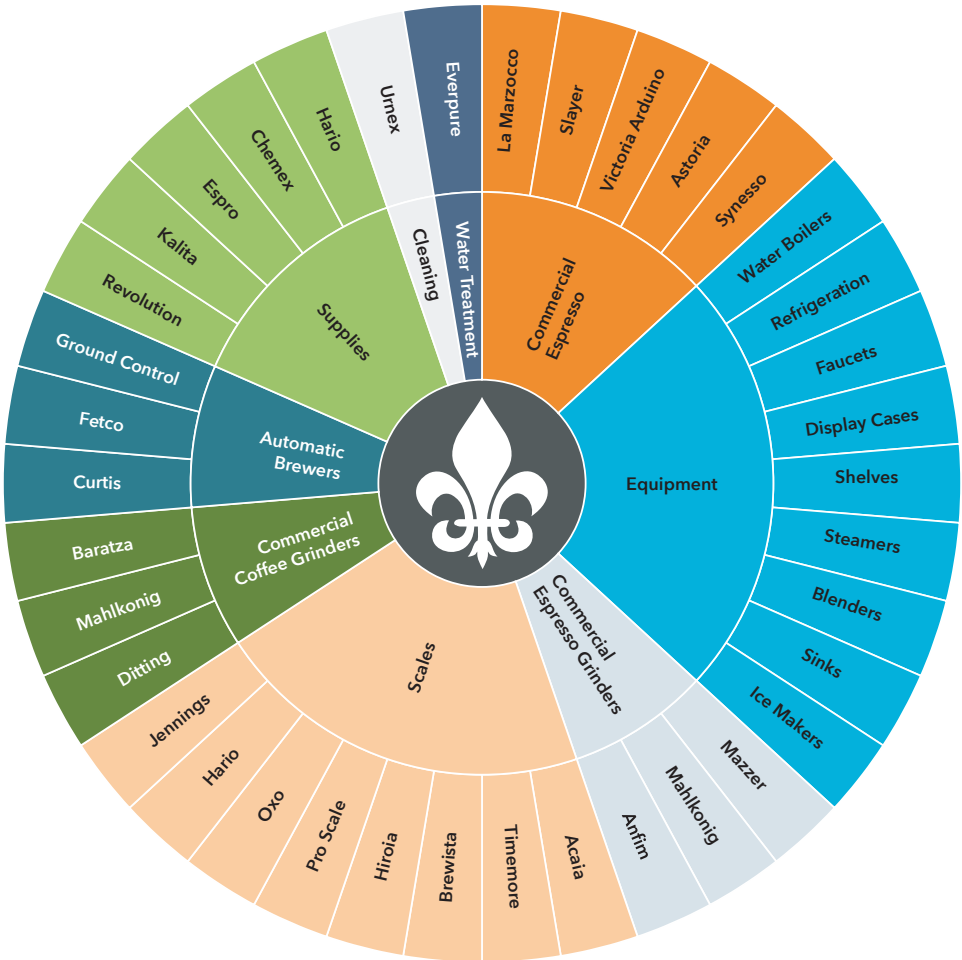 Commercial
Espresso
La Marzocco
Slayer
Victoria Arduino
Astoria
Synesso
Equipment
Water Boilers
Refrigeration
Faucets
Display Cases
Shelves
Steamers
Blenders
Sinks
Ice Makers
Commercial
Espresso Grinders
Mazzer
Mahlkonig
Anfim
Scales
Acaia
Timemore
Brewista
Hiroia
Pro Scale
Oxo
Hario
Jennings
Commercial
Coffee Grinders
Ditting
Mahlkonig
Baratza
Automatic
Brewers
Curtis
Fetco
Ground Control
Supplies
Revolution
Kalita
Espro
Chemex
Hario
Cleaning
Urnex
Water Treatment
Everpure